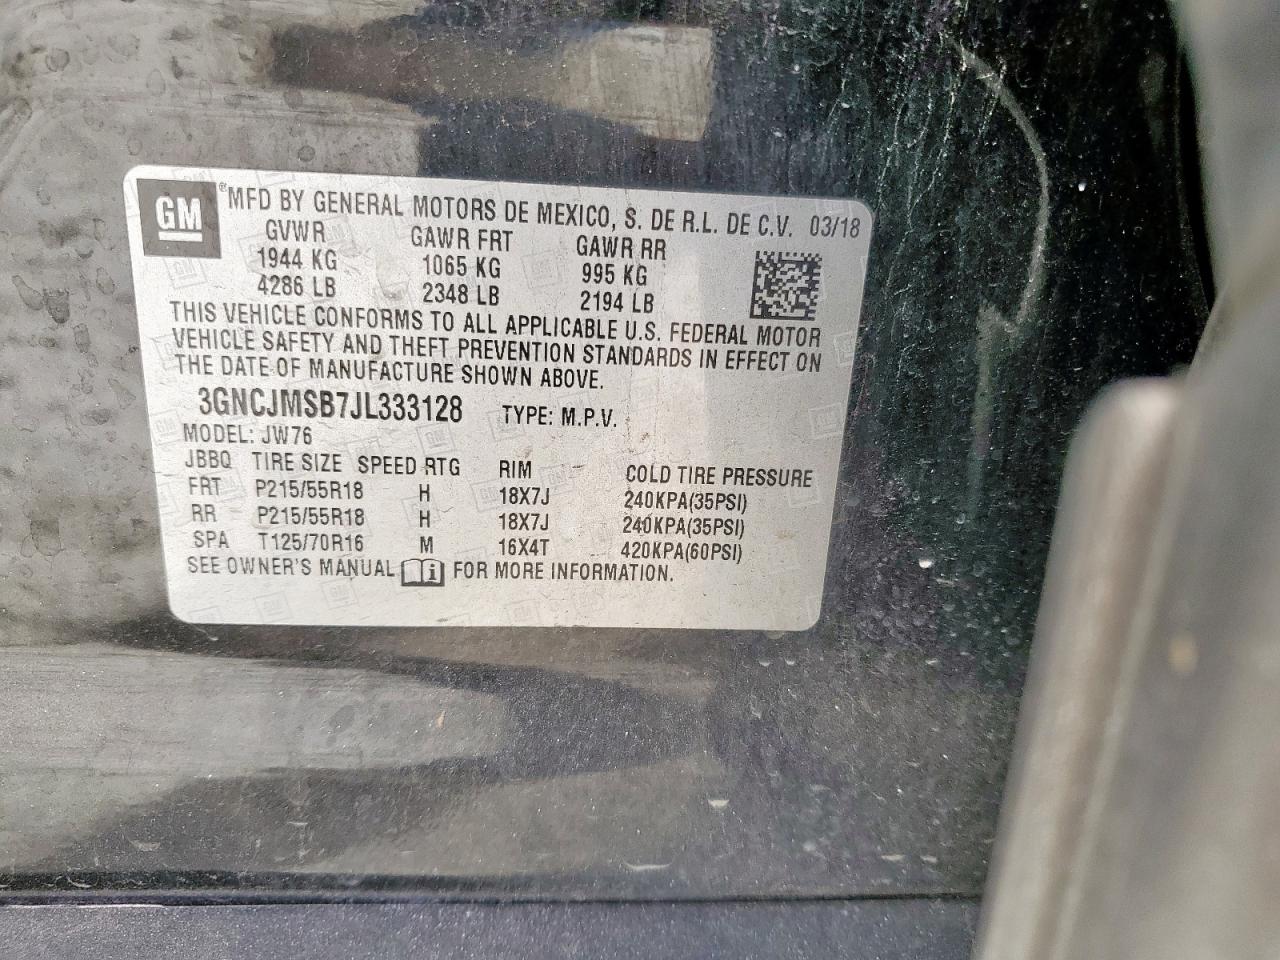 GM ® MFD BY GENERAL MOTORS DE MEXICO, S. DE R.L. DE C.V. 03/18
GVWR GAWR FRT GAWR RR
1944 KG 1065 KG 995 KG
4286 LB 2348 LB 2194 LB
THIS VEHICLE CONFORMS TO ALL APPLICABLE U.S. FEDERAL MOTOR
VEHICLE SAFETY AND THEFT PREVENTION STANDARDS IN EFFECT ON
THE DATE OF MANUFACTURE SHOWN ABOVE.
3GNCJMSB7JL333128 TYPE: M.P.V.
MODEL: JW76
JBBQ TIRE SIZE SPEED RTG RIM COLD TIRE PRESSURE
FRT P215/55R18 H 18X7J 240KPA(35PSI)
RR P215/55R18 H 18X7J 240KPA(35PSI)
SPA T125/70R16 M 16X4T 420KPA(60PSI)
SEE OWNER'S MANUAL FOR MORE INFORMATION.